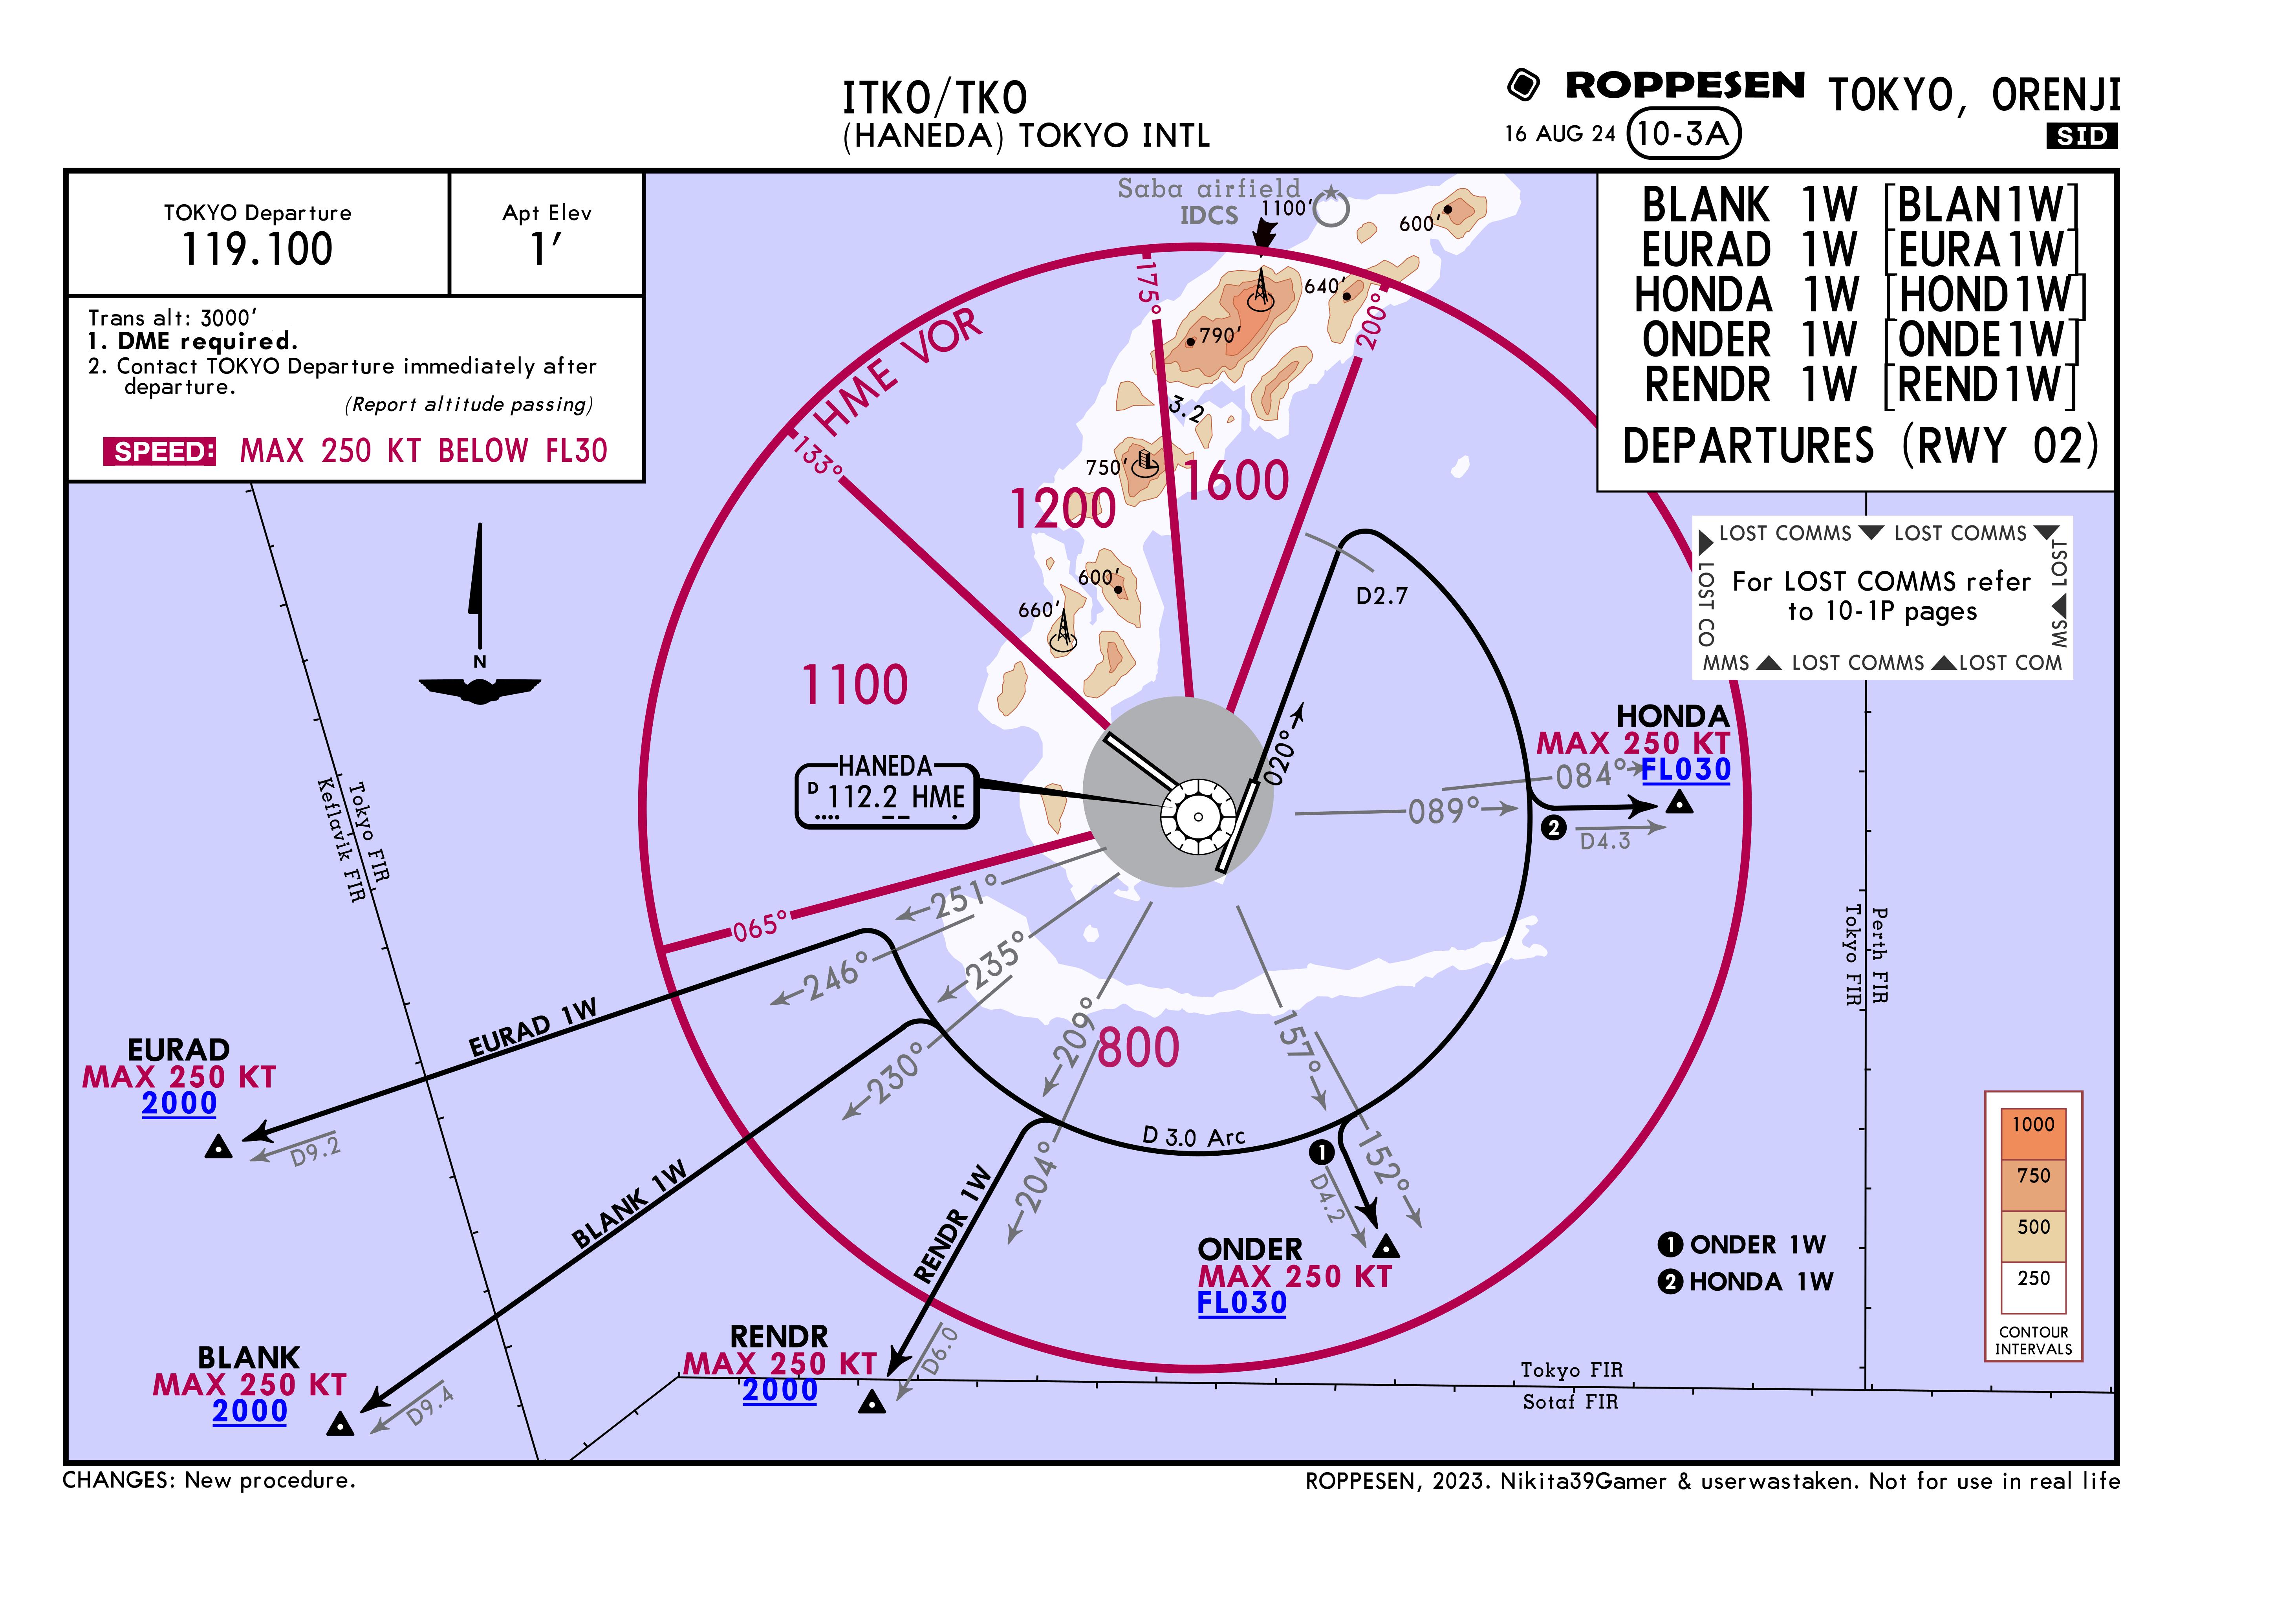 ITKO/TKO
(HANEDA) TOKYO INTL
ROPPESEN
TOKYO, ORENJI
16 AUG 24
10-3A
SID
TOKYO Departure
119.100
Apt Elev
1'
Trans alt: 3000'
1. DME required.
2. Contact TOKYO Departure immediately after
departure.
(Report altitude passing)
SPEED: MAX 250 KT BELOW FL30
BLANK 1W [BLAN1W]
EURAD 1W [EURA1W]
HONDA 1W [HOND1W]
ONDER 1W [ONDE1W]
RENDR 1W [REND1W]
DEPARTURES (RWY 02)
Saba airfield
IDCS
1100'
600'
640'
790'
3.2
750'
600'
660'
HME VOR
175°
200°
133°
065°
1600
1200
1100
800
LOST COMMS LOST COMMS
LOST
MMS LOST COMMS LOST COM
LOST CO
MMS
For LOST COMMS refer
to 10-1P pages
N
D2.7
020°
HANEDA
D 112.2 HME
HONDA
MAX 250 KT
FL030
084°
089°
2
D4.3
Tokyo FIR
Keflavik FIR
Perth FIR
Tokyo FIR
251°
246°
235°
230°
209°
204°
157°
152°
D 3.0 Arc
EURAD 1W
EURAD
MAX 250 KT
2000
D9.2
BLANK 1W
BLANK
MAX 250 KT
2000
D9.4
RENDR 1W
RENDR
MAX 250 KT
2000
D6.0
1
D4.2
ONDER
MAX 250 KT
FL030
1 ONDER 1W
2 HONDA 1W
1000
750
500
250
CONTOUR
INTERVALS
Tokyo FIR
Sotaf FIR
CHANGES: New procedure.
ROPPESEN, 2023. Nikita39Gamer & userwastaken. Not for use in real life